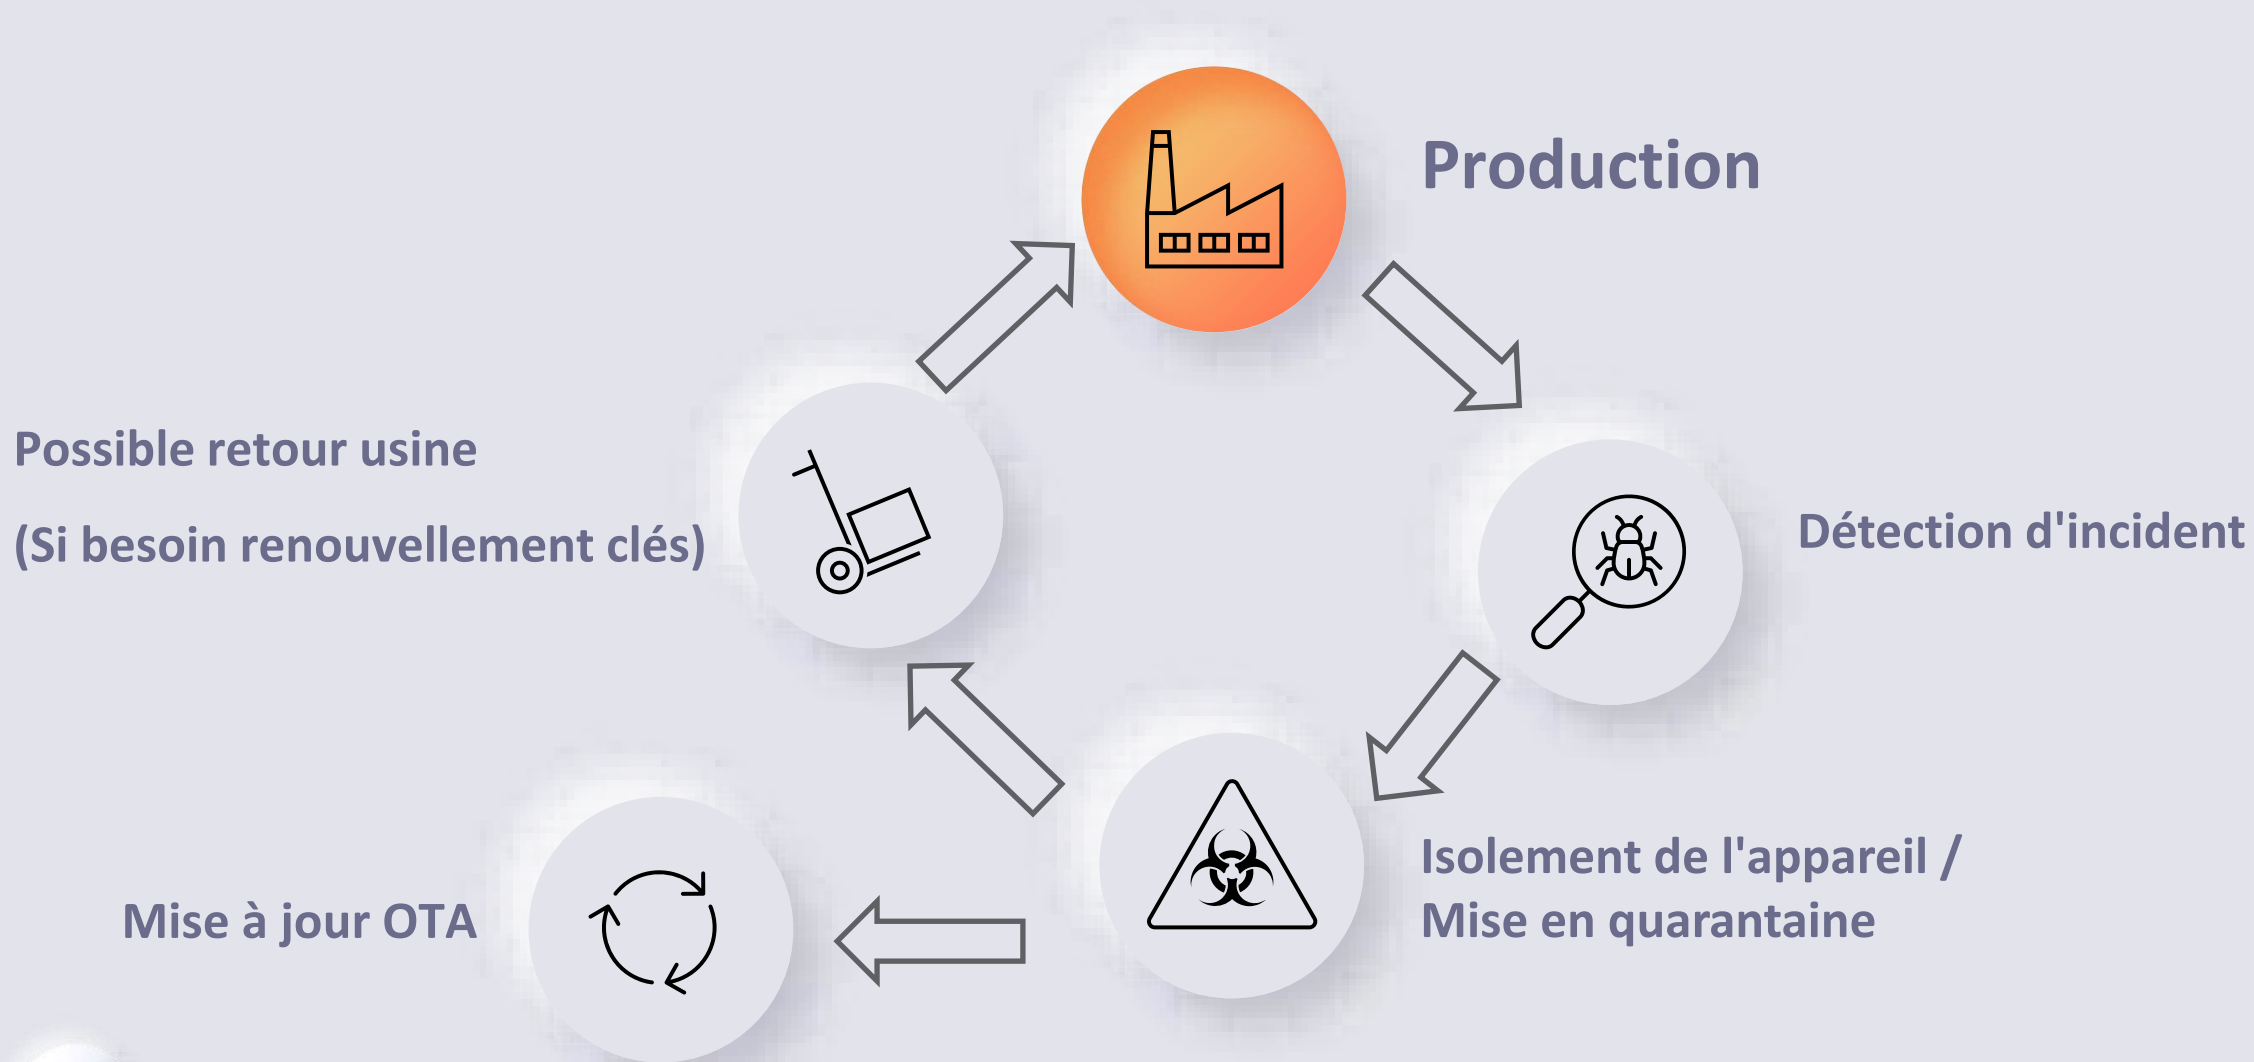 Production
Possible retour usine
(Si besoin renouvellement clés)
Détection d'incident
Isolement de l'appareil /
Mise en quarantaine
Mise à jour OTA